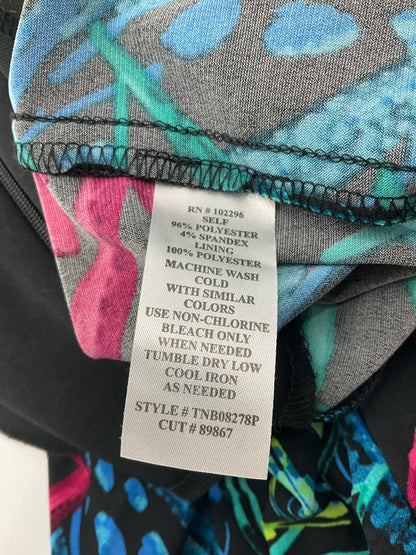 RN # 102296
SELF
96% POLYESTER
4% SPANDEX
LINING
100% POLYESTER
MACHINE WASH
COLD
WITH SIMILAR
COLORS
USE NON-CHLORINE
BLEACH ONLY
WHEN NEEDED
TUMBLE DRY LOW
COOL IRON
AS NEEDED
STYLE # TNB08278P
CUT # 89867